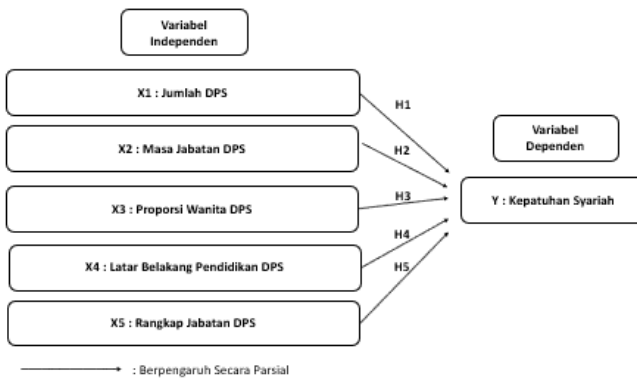 Variabel
Independen
X1 : Jumlah DPS
H1
Variabel
Dependen
X2 : Masa Jabatan DPS
H2
X3 : Proporsi Wanita DPS
H3
Y : Kepatuhan Syariah
H4
X4 : Latar Belakang Pendidikan DPS
H5
X5 : Rangkap Jabatan DPS
: Berpengaruh Secara Parsial